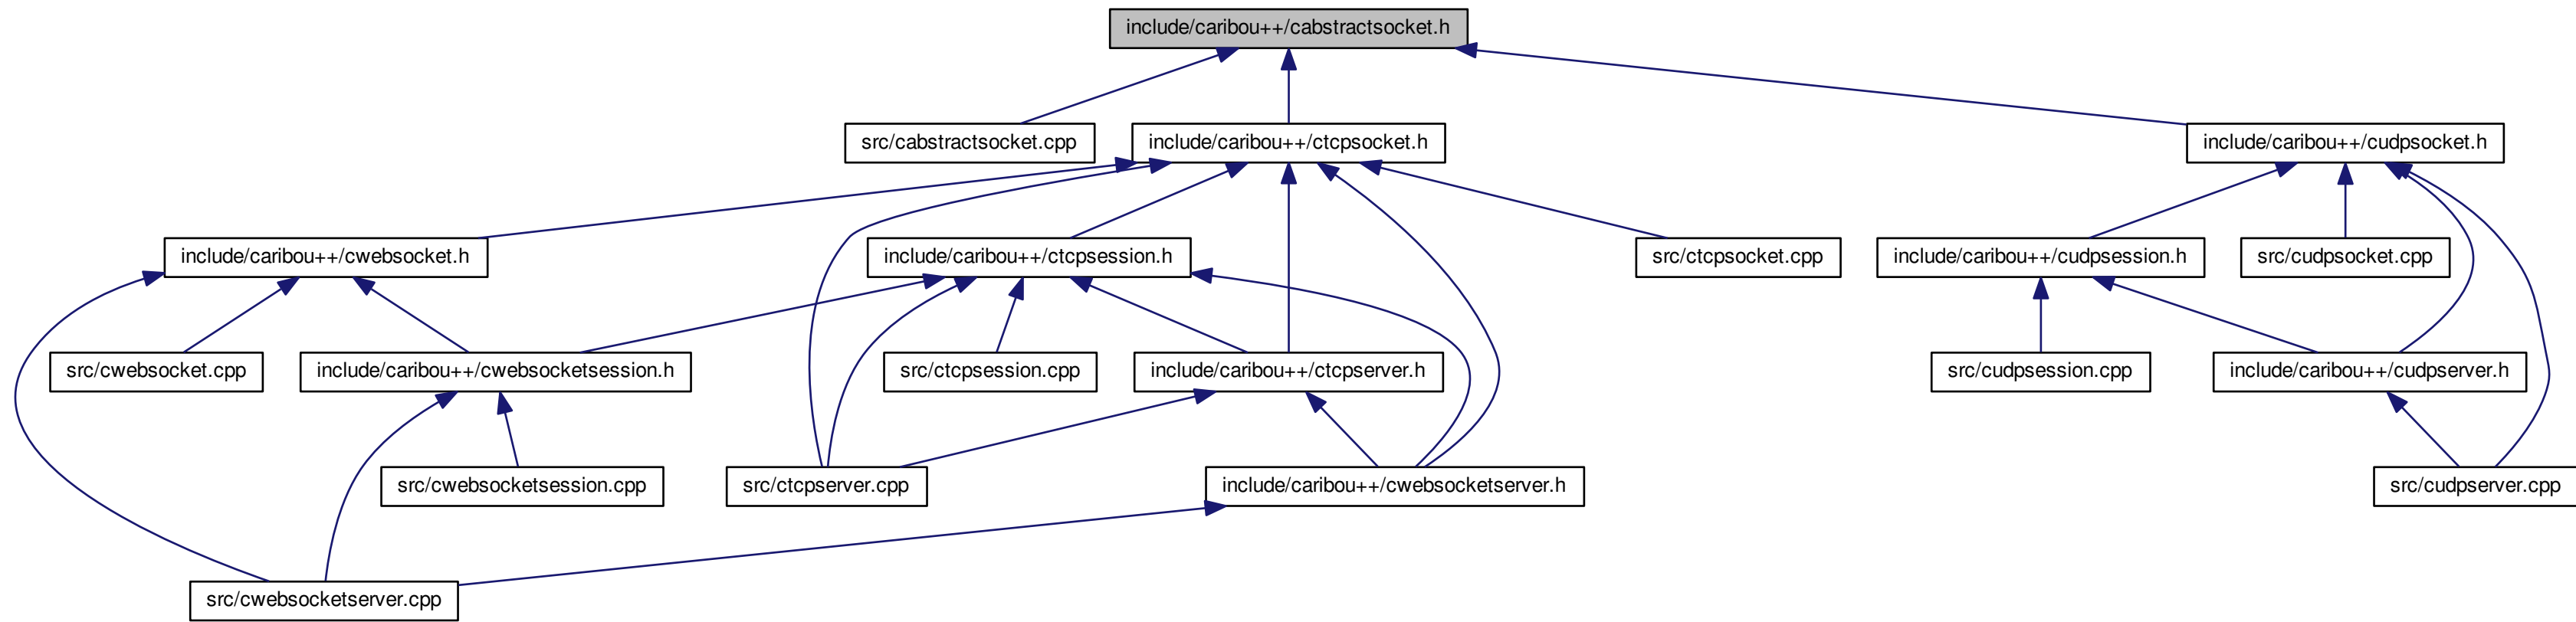 include/caribou++/cabstractsocket.h
src/cabstractsocket.cpp
include/caribou++/ctcpsocket.h
include/caribou++/cudpsocket.h
include/caribou++/cwebsocket.h
include/caribou++/ctcpsession.h
src/ctcpsocket.cpp
include/caribou++/cudpsession.h
src/cudpsocket.cpp
src/cwebsocket.cpp
include/caribou++/cwebsocketsession.h
src/ctcpsession.cpp
include/caribou++/ctcpserver.h
src/cudpsession.cpp
include/caribou++/cudpserver.h
src/cwebsocketsession.cpp
src/ctcpserver.cpp
include/caribou++/cwebsocketserver.h
src/cudpserver.cpp
src/cwebsocketserver.cpp